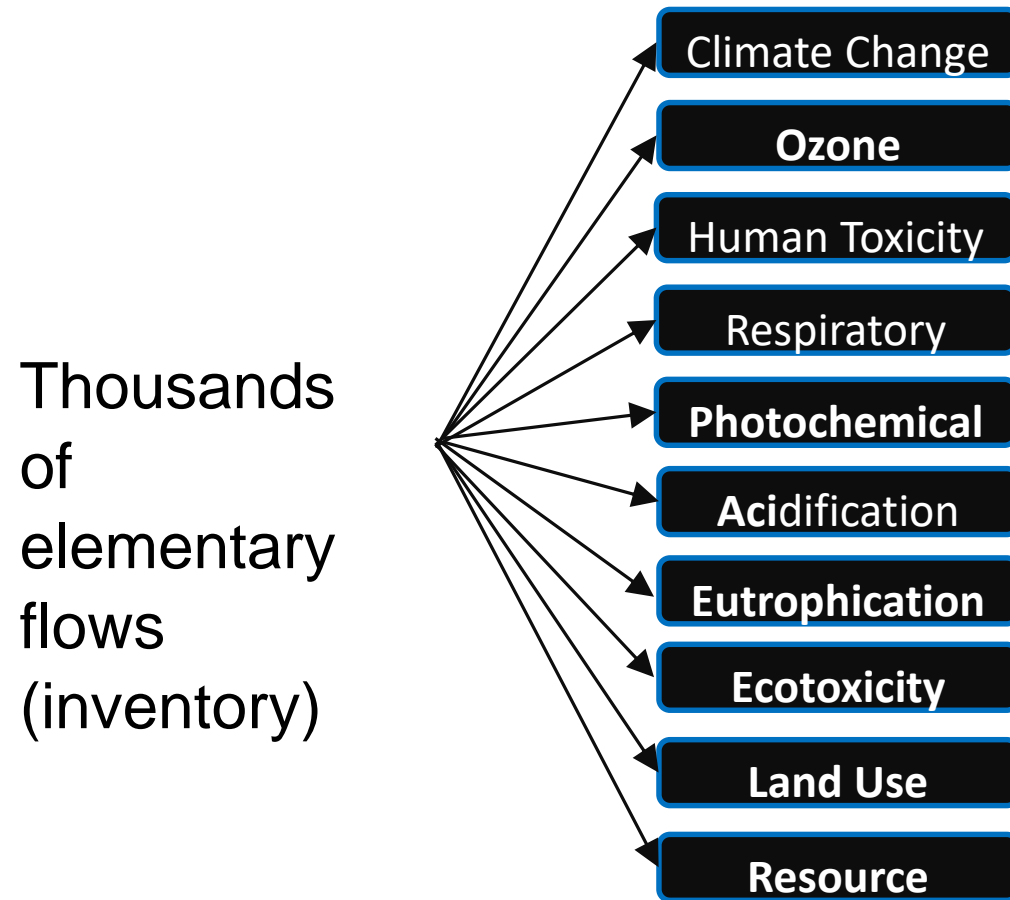 Thousands
of
elementary
flows
(inventory)
Climate Change
Ozone
Human Toxicity
Respiratory
Photochemical
Acidification
Eutrophication
Ecotoxicity
Land Use
Resource